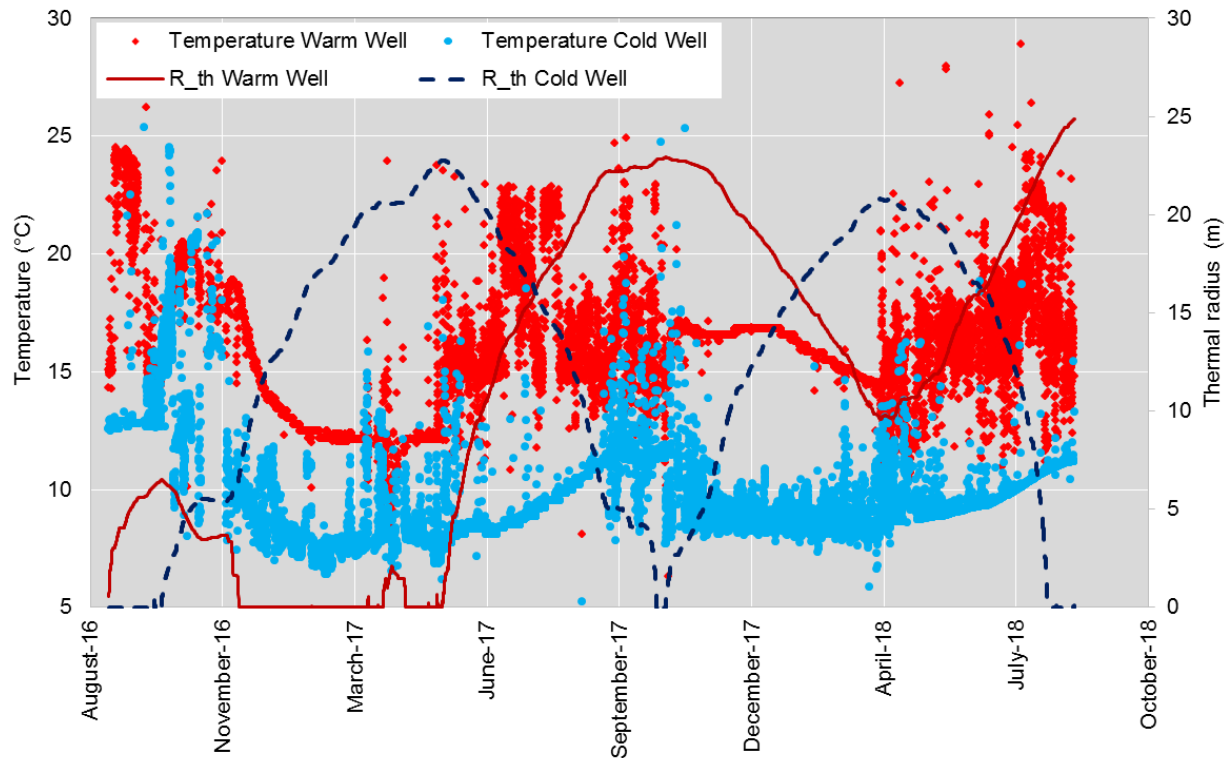 30
25
20
15
10
5
Temperature (°C)
Temperature Warm Well
Temperature Cold Well
R_th Warm Well
R_th Cold Well
30
25
20
15
10
5
0
Thermal radius (m)
August-16
November-16
March-17
June-17
September-17
December-17
April-18
July-18
October-18